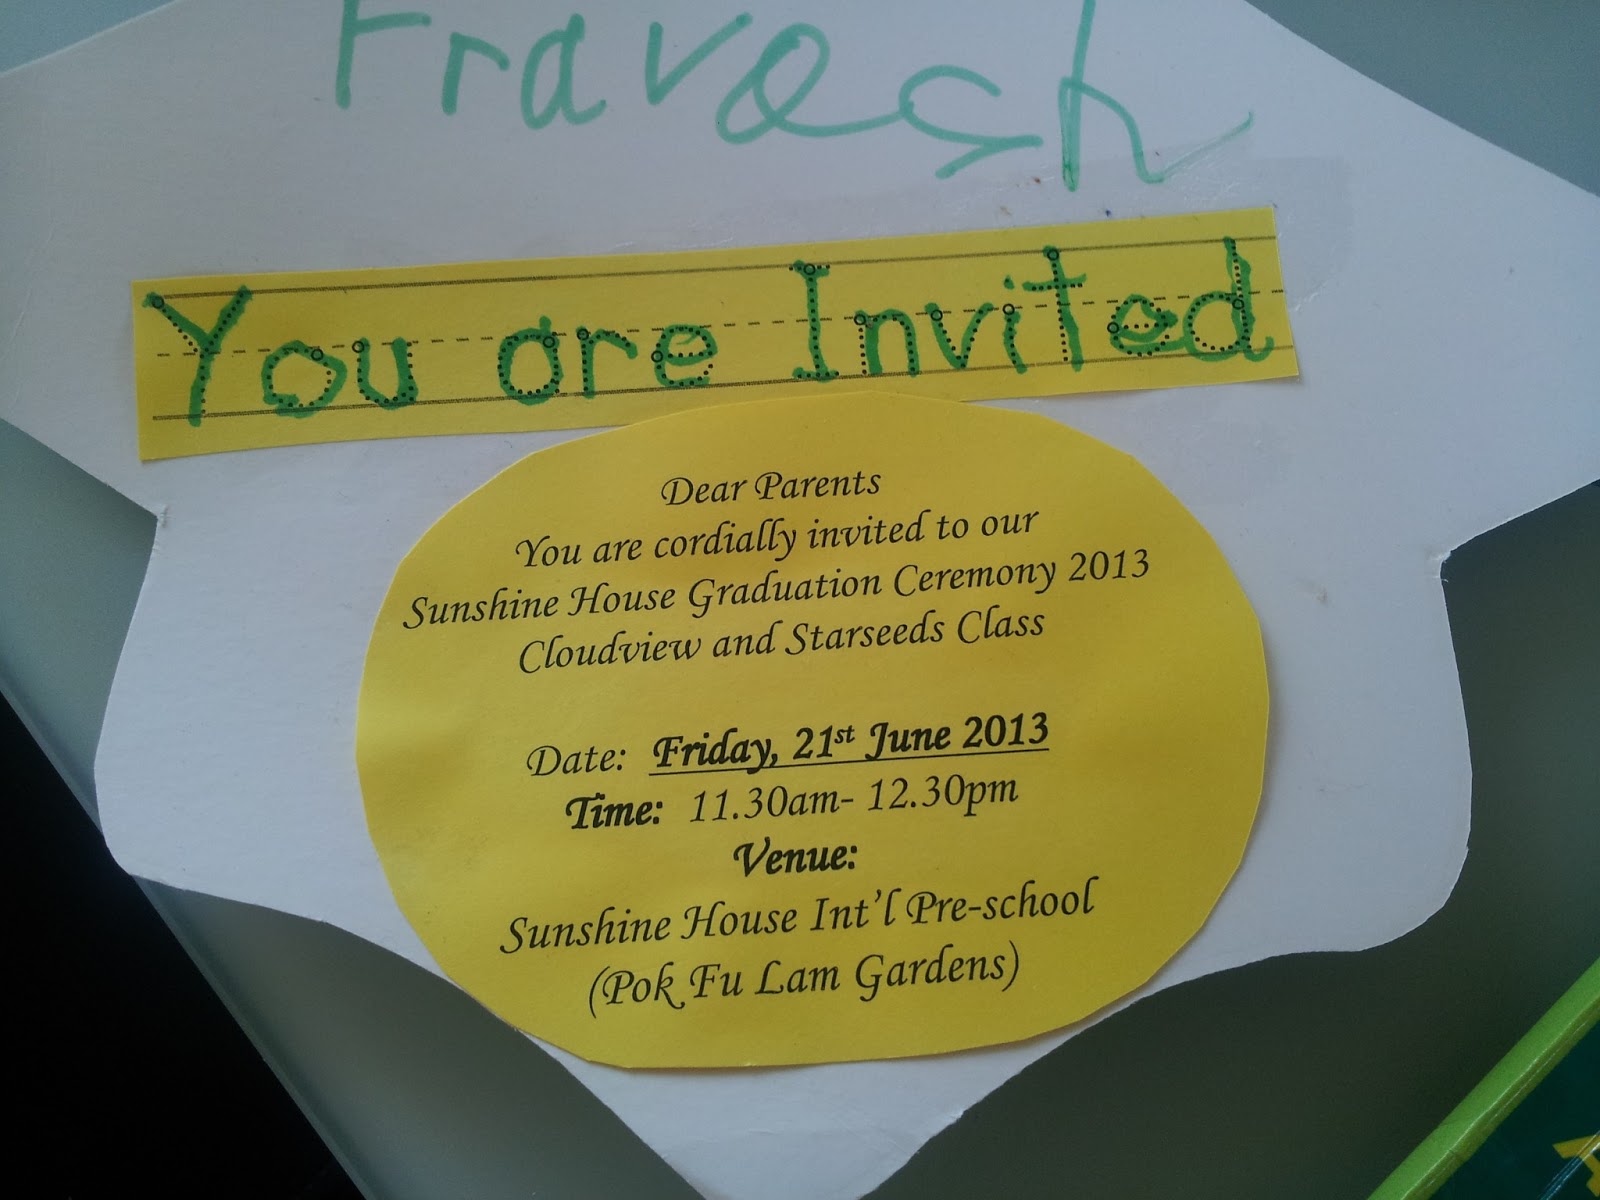 Fravash
You are Invited
Dear Parents
You are cordially invited to our
Sunshine House Graduation Ceremony 2013
Cloudview and Starseeds Class
Date: Friday, 21st June 2013
Time: 11.30am- 12.30pm
Venue:
Sunshine House Int'l Pre-school
(Pok Fu Lam Gardens)